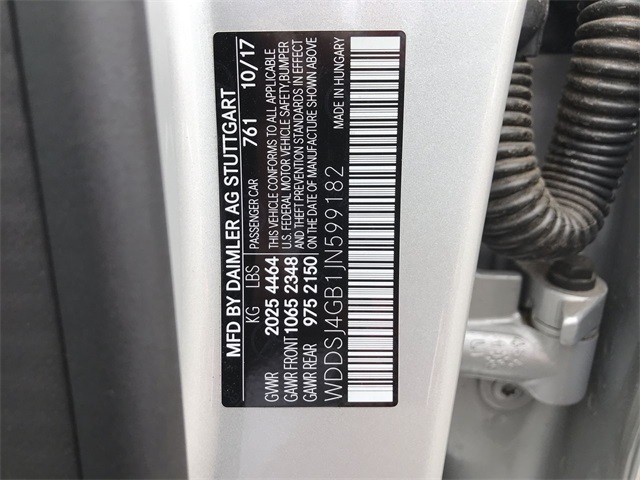 MFD BY DAIMLER AG STUTTGART
KG LBS PASSENGER CAR 761 10/17
GVWR 2025 4464 THIS VEHICLE CONFORMS TO ALL APPLICABLE
GAWR FRONT 1065 2348 U.S. FEDERAL MOTOR VEHICLE SAFETY,BUMPER
AND THEFT PREVENTION STANDARDS IN EFFECT
GAWR REAR 975 2150 ON THE DATE OF MANUFACTURE SHOWN ABOVE
WDDSJ4GB1JN599182 MADE IN HUNGARY